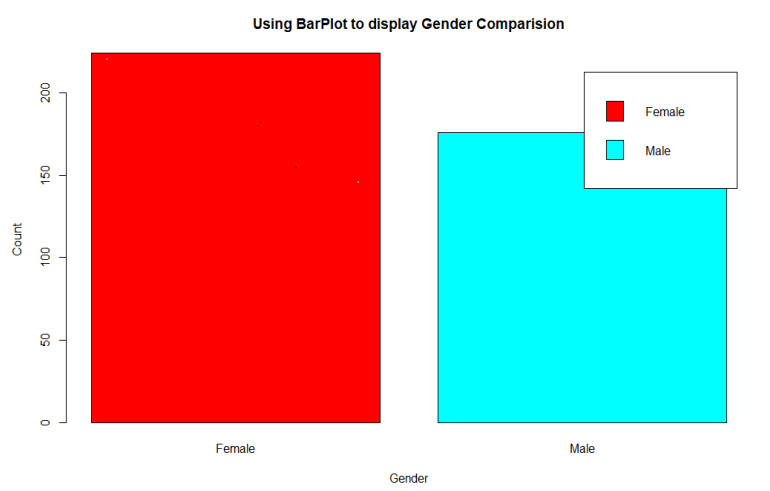 Using BarPlot to display Gender Comparision
Female
Male
200
150
100
50
0
Count
Female
Male
Gender